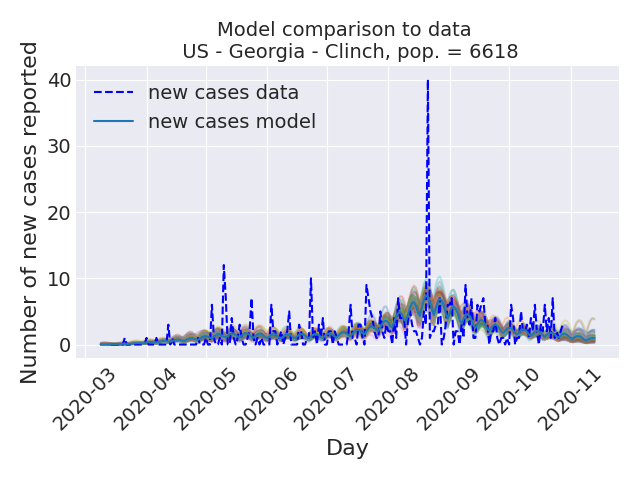 Model comparison to data
US - Georgia - Clinch, pop. = 6618
Number of new cases reported
40
30
20
10
0
new cases data
new cases model
2020-03
2020-04
2020-05
2020-06
2020-07
2020-08
2020-09
2020-10
2020-11
Day